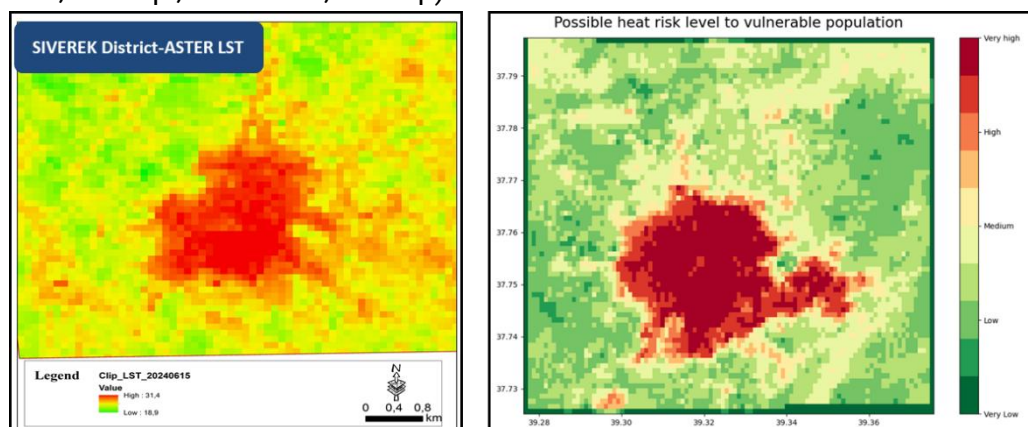 SIVEREK District-ASTER LST
Legend
Clip_LST_20240615
Value
High : 31,4
Low : 18,9
N
0 0,4 0,8
km
Possible heat risk level to vulnerable population
37.79
37.78
37.77
37.76
37.75
37.74
37.73
39.28 39.30 39.32 39.34 39.36
Very high
High
Medium
Low
Very Low